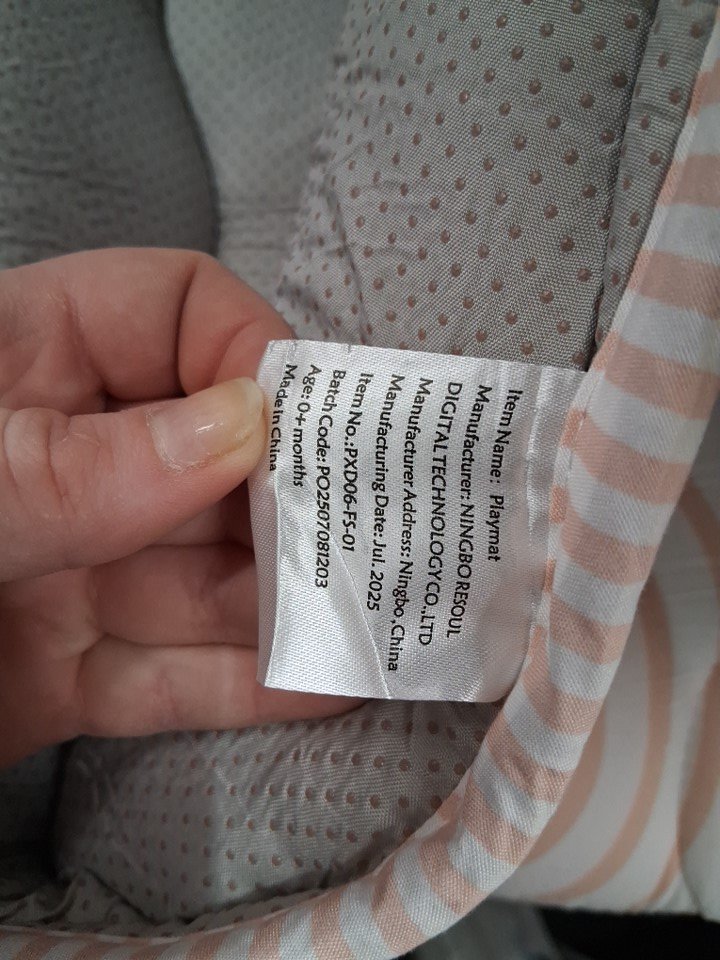 Item Name: Playmat
Manufacturer: NINGBO RESOUL
DIGITAL TECHNOLOGY CO.,LTD
Manufacturer Address: Ningbo ,China
Manufacturing Date: Jul. 2025
Item No.:PXD06-FS-01
Batch Code: PO2507081203
Age: 0+ months
Made in China